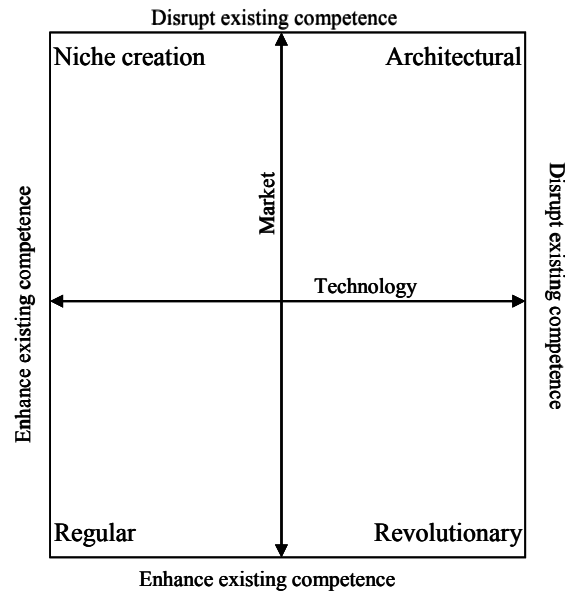 Disrupt existing competence
Niche creation
Architectural
Market
Technology
Enhance existing competence
Disrupt existing competence
Regular
Revolutionary
Enhance existing competence